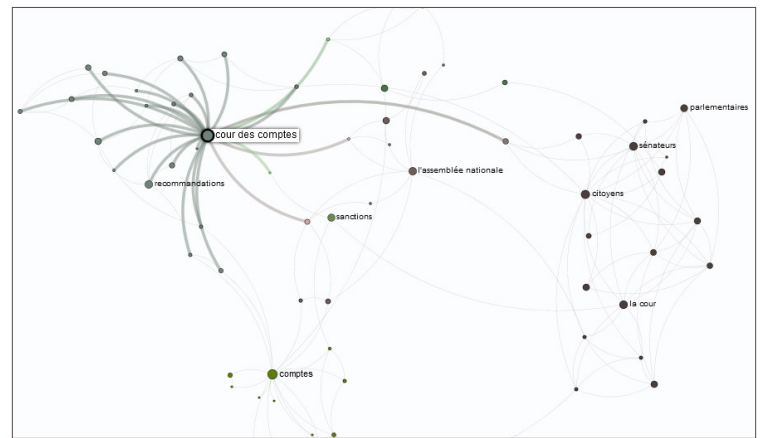 parlementaires
cour des comptes
sénateurs
l'assemblée nationale
recommandations
citoyens
sanctions
la cour
comptes